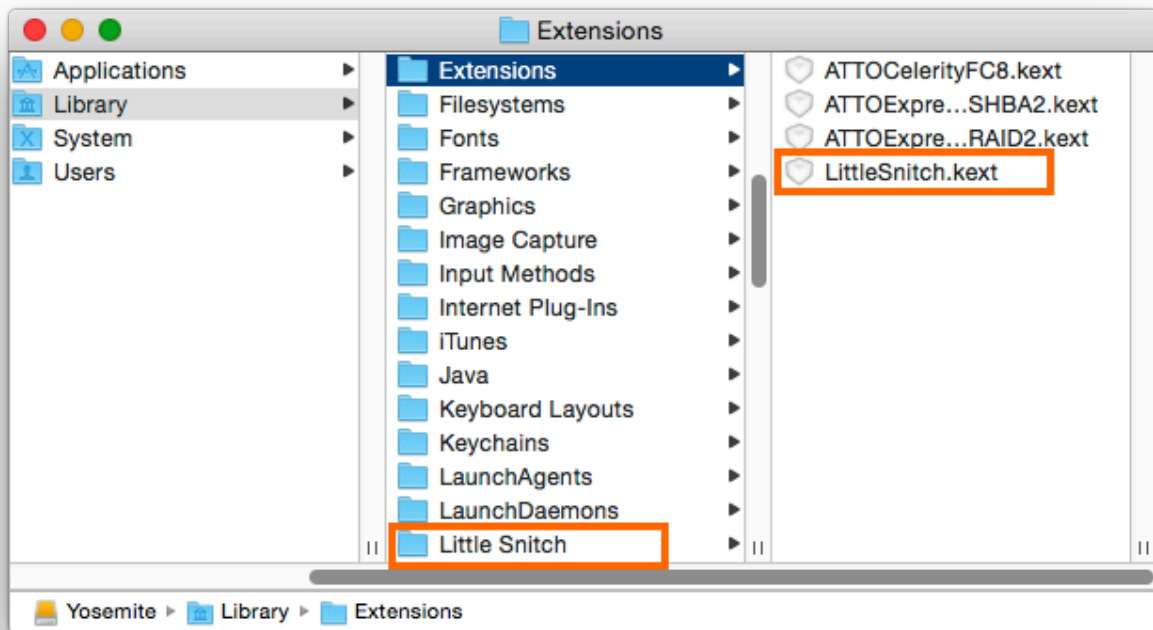 Extensions
Applications
Library
System
Users
Extensions
Filesystems
Fonts
Frameworks
Graphics
Image Capture
Input Methods
Internet Plug-Ins
iTunes
Java
Keyboard Layouts
Keychains
LaunchAgents
LaunchDaemons
Little Snitch
ATTOCelerityFC8.kext
ATTOExpre...SHBA2.kext
ATTOExpre...RAID2.kext
LittleSnitch.kext
Yosemite ▸ Library ▸ Extensions